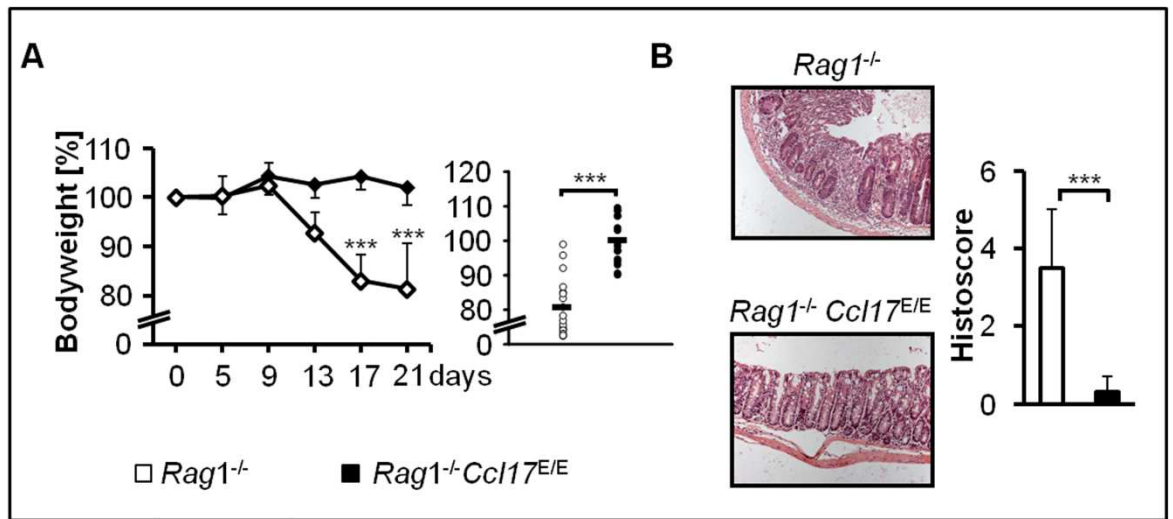 A
B
Rag1-/-
Bodyweight [%]
110
100
90
80
0
*** ***
0 5 9 13 17 21 days
120
110
100
90
80
0
***
Rag1-/- Ccl17E/E
Histoscore
6
4
2
0
***
Rag1-/- Rag1-/-Ccl17E/E